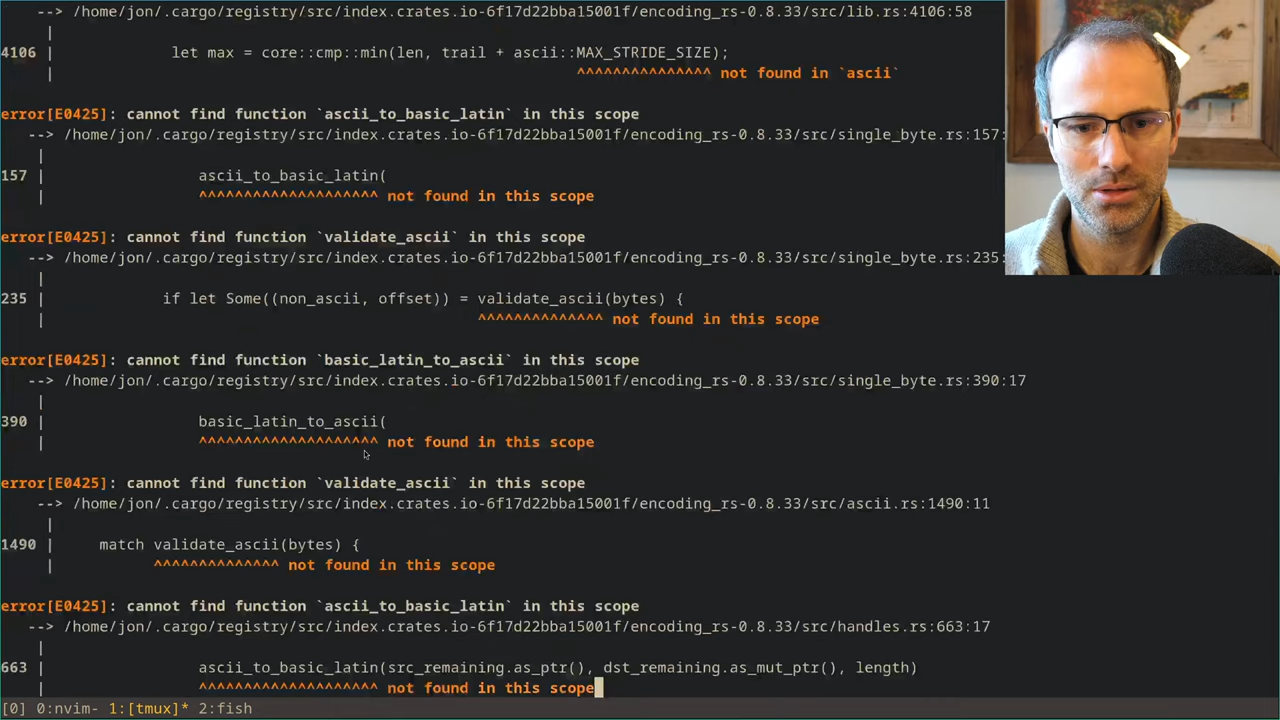 --> /home/jon/.cargo/registry/src/index.crates.io-6f17d22bba15001f/encoding_rs-0.8.33/src/lib.rs:4106:58
|
4106 | let max = core::cmp::min(len, trail + ascii::MAX_STRIDE_SIZE);
| ^^^^^^^^^^^^^^^ not found in `ascii`
error[E0425]: cannot find function `ascii_to_basic_latin` in this scope
--> /home/jon/.cargo/registry/src/index.crates.io-6f17d22bba15001f/encoding_rs-0.8.33/src/single_byte.rs:157:
|
157 | ascii_to_basic_latin(
| ^^^^^^^^^^^^^^^^^^^^ not found in this scope
error[E0425]: cannot find function `validate_ascii` in this scope
--> /home/jon/.cargo/registry/src/index.crates.io-6f17d22bba15001f/encoding_rs-0.8.33/src/single_byte.rs:235:
|
235 | if let Some((non_ascii, offset)) = validate_ascii(bytes) {
| ^^^^^^^^^^^^^^ not found in this scope
error[E0425]: cannot find function `basic_latin_to_ascii` in this scope
--> /home/jon/.cargo/registry/src/index.crates.io-6f17d22bba15001f/encoding_rs-0.8.33/src/single_byte.rs:390:17
|
390 | basic_latin_to_ascii(
| ^^^^^^^^^^^^^^^^^^^^ not found in this scope
error[E0425]: cannot find function `validate_ascii` in this scope
--> /home/jon/.cargo/registry/src/index.crates.io-6f17d22bba15001f/encoding_rs-0.8.33/src/ascii.rs:1490:11
|
1490 | match validate_ascii(bytes) {
| ^^^^^^^^^^^^^^ not found in this scope
error[E0425]: cannot find function `ascii_to_basic_latin` in this scope
--> /home/jon/.cargo/registry/src/index.crates.io-6f17d22bba15001f/encoding_rs-0.8.33/src/handles.rs:663:17
|
663 | ascii_to_basic_latin(src_remaining.as_ptr(), dst_remaining.as_mut_ptr(), length)
| ^^^^^^^^^^^^^^^^^^^^ not found in this scope
[0] 0:nvim- 1:[tmux]* 2:fish